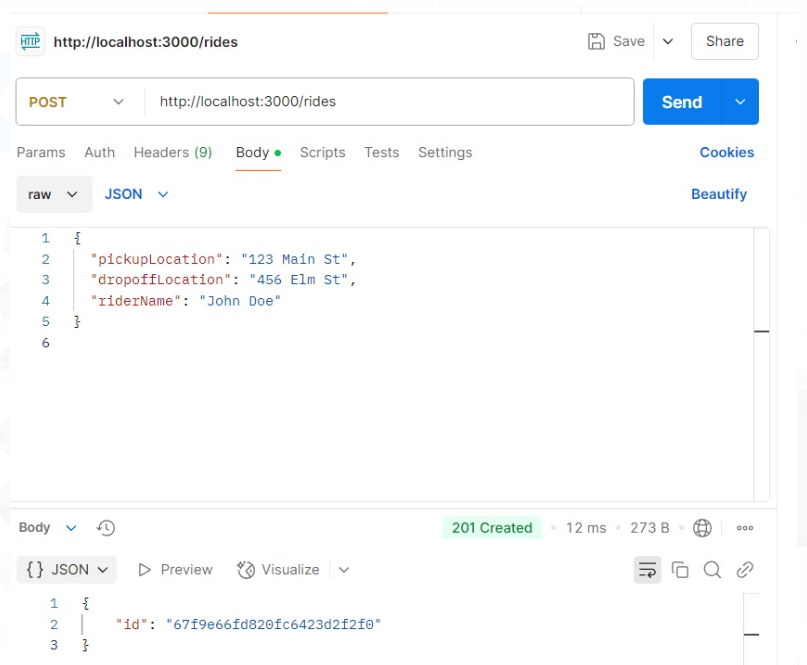 HTTP http://localhost:3000/rides Save Share
POST http://localhost:3000/rides Send
Params Auth Headers (9) Body Scripts Tests Settings Cookies
raw JSON Beautify
1 {
2 "pickupLocation": "123 Main St",
3 "dropoffLocation": "456 Elm St",
4 "riderName": "John Doe"
5 }
6
Body 201 Created 12 ms 273 B
{} JSON Preview Visualize
1 {
2 "id": "67f9e66fd820fc6423d2f2f0"
3 }